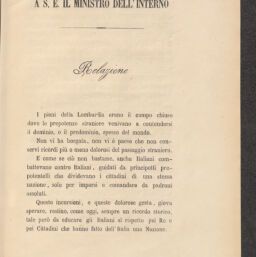 A S. E. IL MINISTRO DELL'INTERNO
Relazione
I piani della Lombardia erano il campo chiuso
dove le prepotenze straniere venivano a contendersi
il dominio, o il predominio, spesso del mondo.
Non vi ha borgata, non vi è paese che non con-
servi ricordi più o meno dolorosi del passaggio straniero.
E come se ciò non bastasse, anche Italiani com-
battevano contro Italiani, guidati da principotti pre-
potenti che dividevano i cittadini di una stessa
nazione, solo per imporsi e comandare da padroni
assoluti.
Queste incursioni, e queste dolorose gesta, giova
sperare, restino, come oggi, sempre un ricordo storico,
tale però da educare gli Italiani al rispetto pei Re e
pei Cittadini che hanno fatto dell'Italia una Nazione.